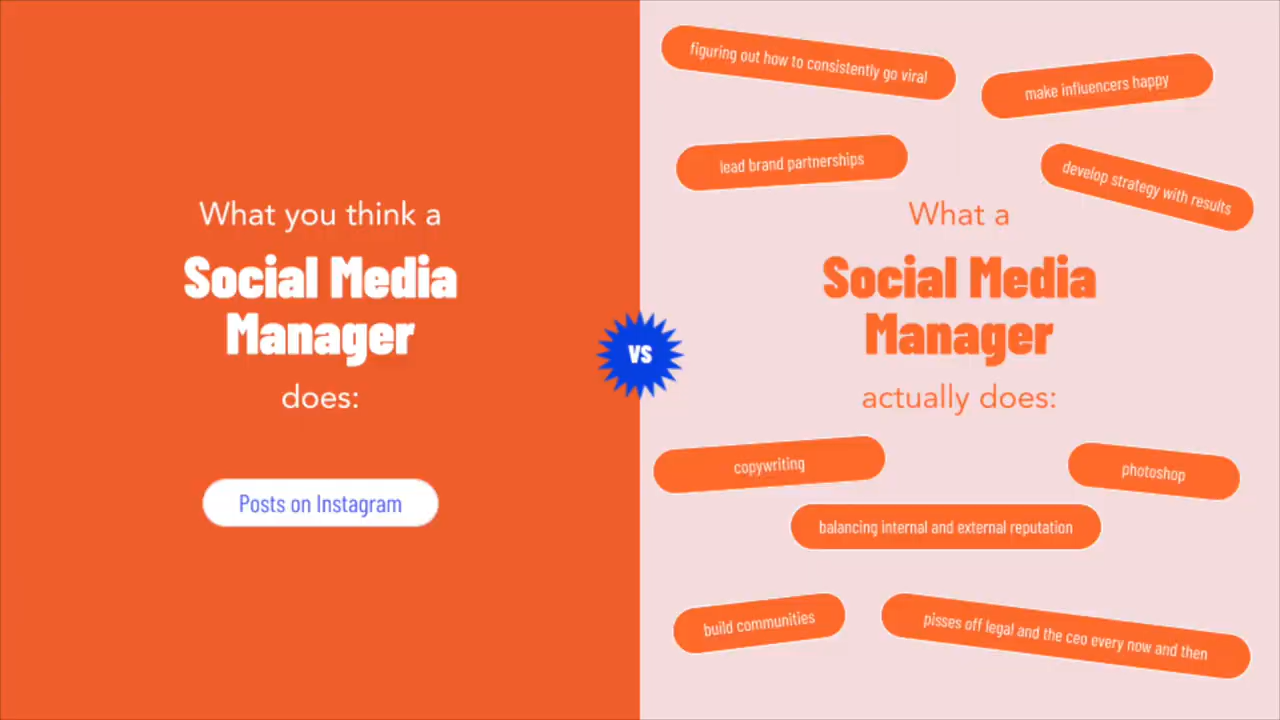 What you think a
Social Media
Manager
does:
Posts on Instagram
VS
figuring out how to consistently go viral
make influencers happy
lead brand partnerships
develop strategy with results
What a
Social Media
Manager
actually does:
copywriting
photoshop
balancing internal and external reputation
build communities
pisses off legal and the ceo every now and then